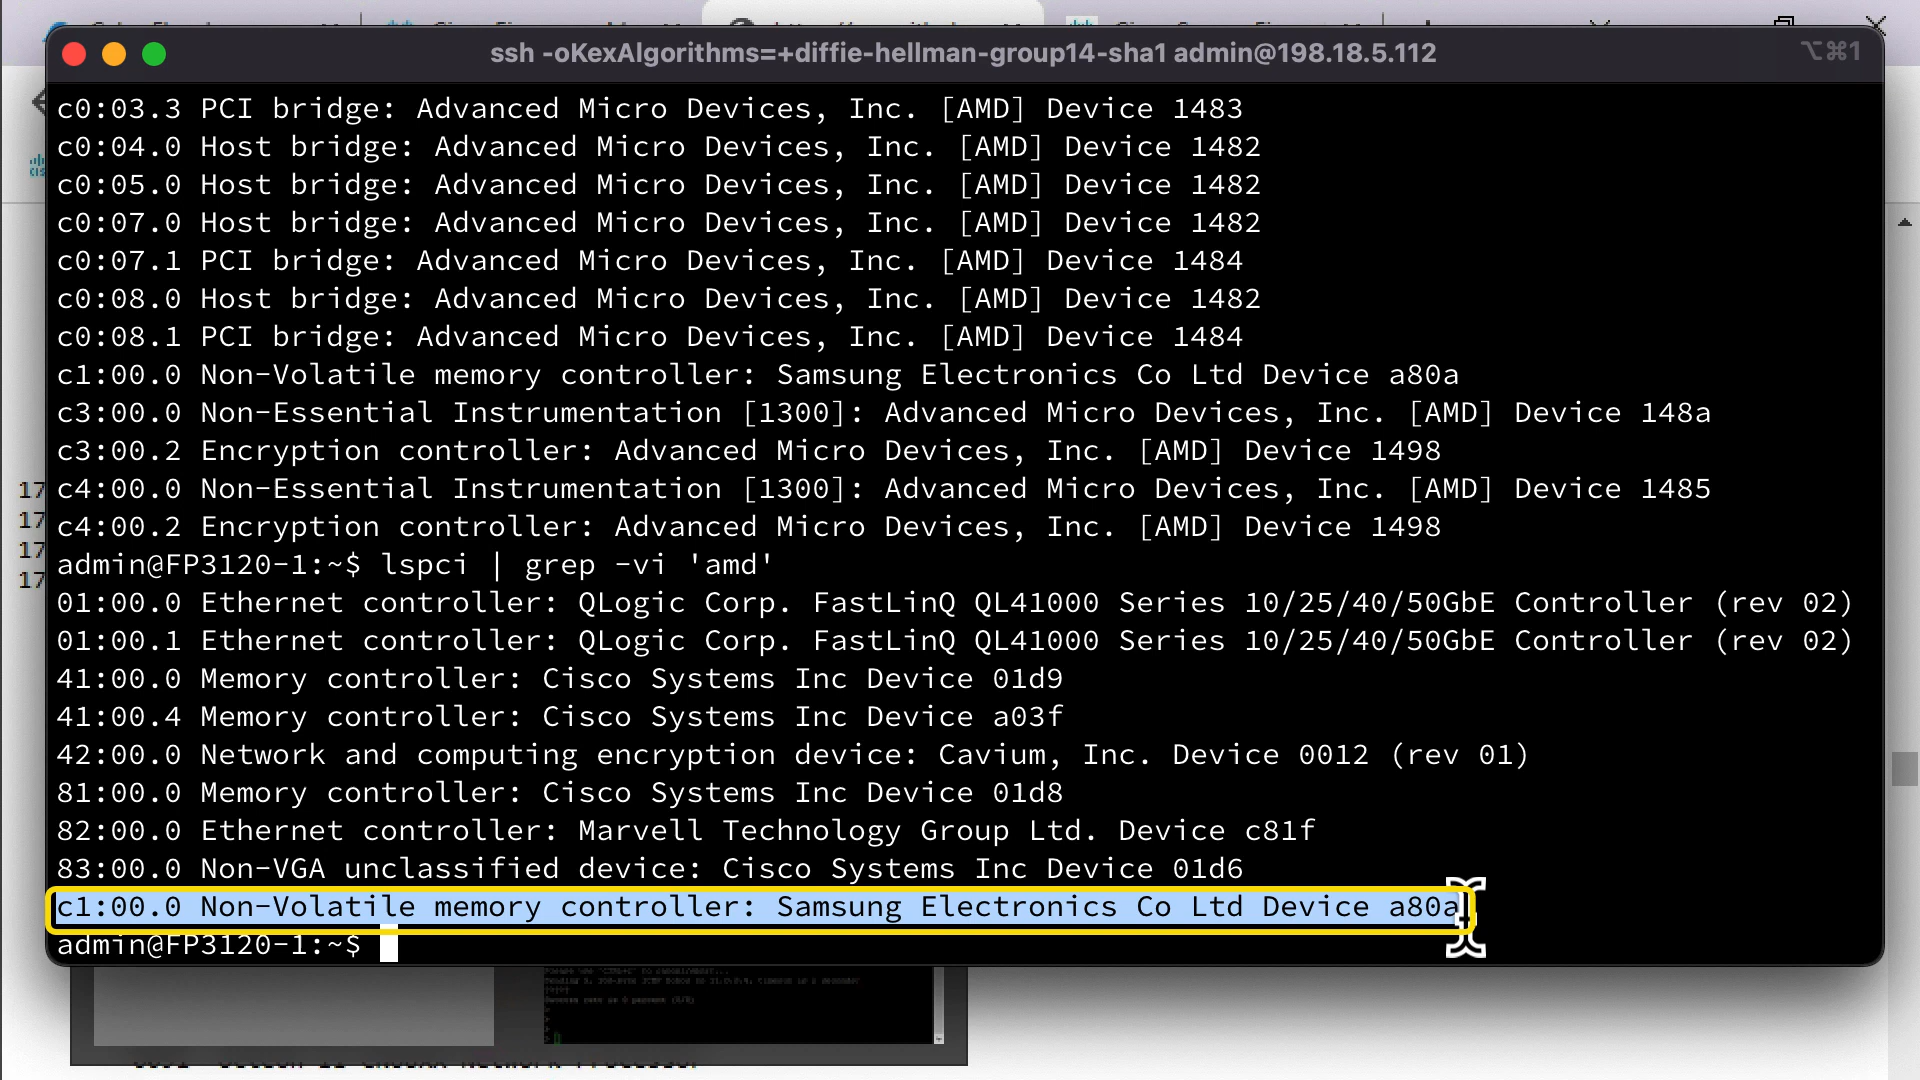 ssh -oKexAlgorithms=+diffie-hellman-group14-sha1 admin@198.18.5.112
⌥⌘1
c0:03.3 PCI bridge: Advanced Micro Devices, Inc. [AMD] Device 1483
c0:04.0 Host bridge: Advanced Micro Devices, Inc. [AMD] Device 1482
c0:05.0 Host bridge: Advanced Micro Devices, Inc. [AMD] Device 1482
c0:07.0 Host bridge: Advanced Micro Devices, Inc. [AMD] Device 1482
c0:07.1 PCI bridge: Advanced Micro Devices, Inc. [AMD] Device 1484
c0:08.0 Host bridge: Advanced Micro Devices, Inc. [AMD] Device 1482
c0:08.1 PCI bridge: Advanced Micro Devices, Inc. [AMD] Device 1484
c1:00.0 Non-Volatile memory controller: Samsung Electronics Co Ltd Device a80a
c3:00.0 Non-Essential Instrumentation [1300]: Advanced Micro Devices, Inc. [AMD] Device 148a
c3:00.2 Encryption controller: Advanced Micro Devices, Inc. [AMD] Device 1498
c4:00.0 Non-Essential Instrumentation [1300]: Advanced Micro Devices, Inc. [AMD] Device 1485
c4:00.2 Encryption controller: Advanced Micro Devices, Inc. [AMD] Device 1498
admin@FP3120-1:~$ lspci | grep -vi 'amd'
01:00.0 Ethernet controller: QLogic Corp. FastLinQ QL41000 Series 10/25/40/50GbE Controller (rev 02)
01:00.1 Ethernet controller: QLogic Corp. FastLinQ QL41000 Series 10/25/40/50GbE Controller (rev 02)
41:00.0 Memory controller: Cisco Systems Inc Device 01d9
41:00.4 Memory controller: Cisco Systems Inc Device a03f
42:00.0 Network and computing encryption device: Cavium, Inc. Device 0012 (rev 01)
81:00.0 Memory controller: Cisco Systems Inc Device 01d8
82:00.0 Ethernet controller: Marvell Technology Group Ltd. Device c81f
83:00.0 Non-VGA unclassified device: Cisco Systems Inc Device 01d6
c1:00.0 Non-Volatile memory controller: Samsung Electronics Co Ltd Device a80a
admin@FP3120-1:~$
17
17
17
17